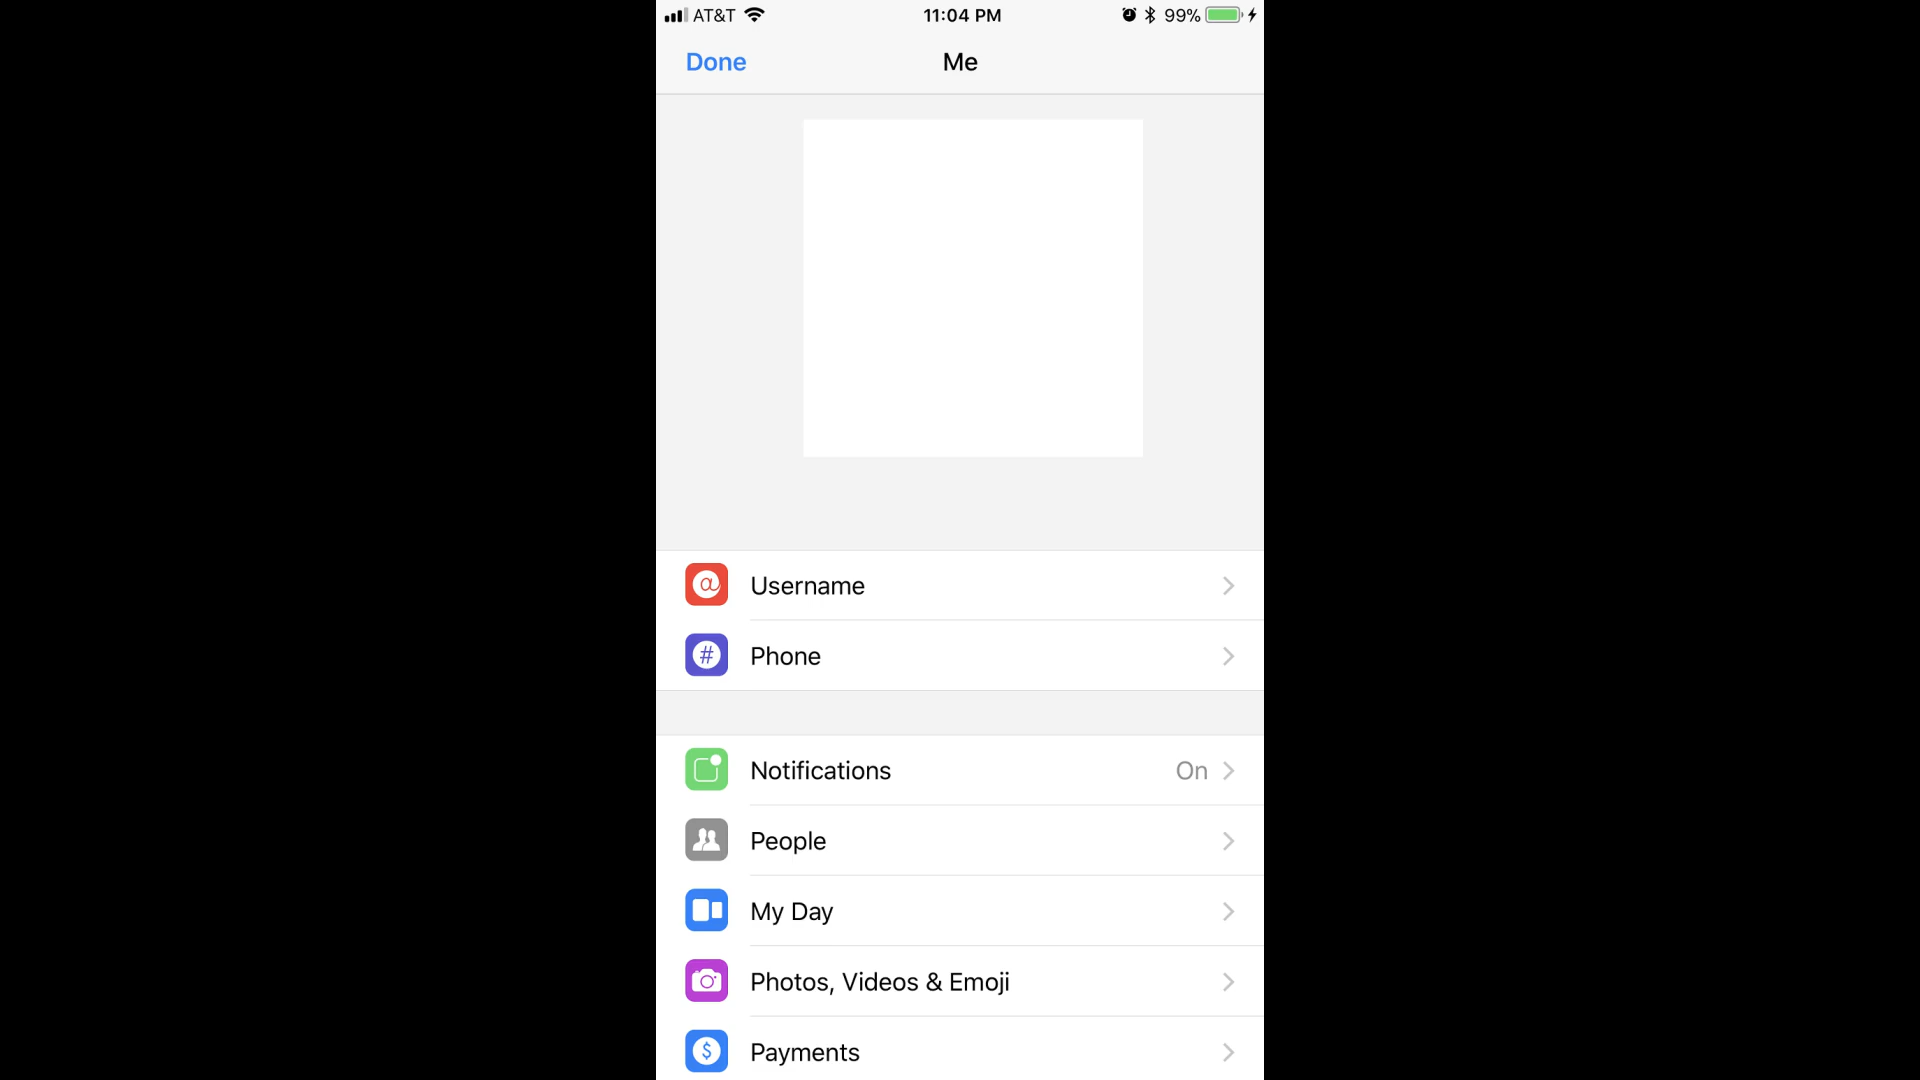 AT&T 11:04 PM 99%
Done Me
@ Username
# Phone
Notifications On
People
My Day
Photos, Videos & Emoji
$ Payments